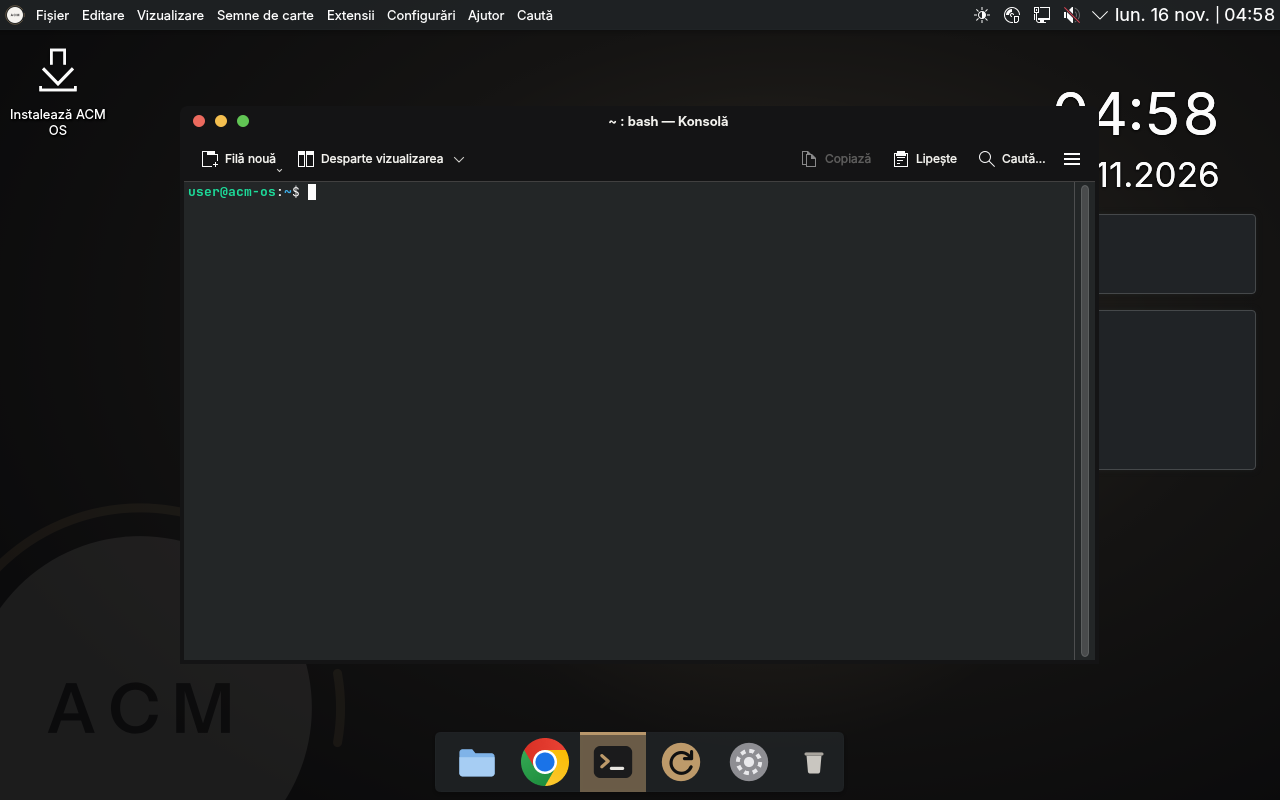 Fișier Editare Vizualizare Semne de carte Extensii Configurări Ajutor Caută lun. 16 nov. | 04:58
Instalează ACM
OS
~ : bash — Konsolă
Filă nouă Desparte vizualizarea Copiază Lipește Caută...
user@acm-os:~$
04:58
11.2026
ACM